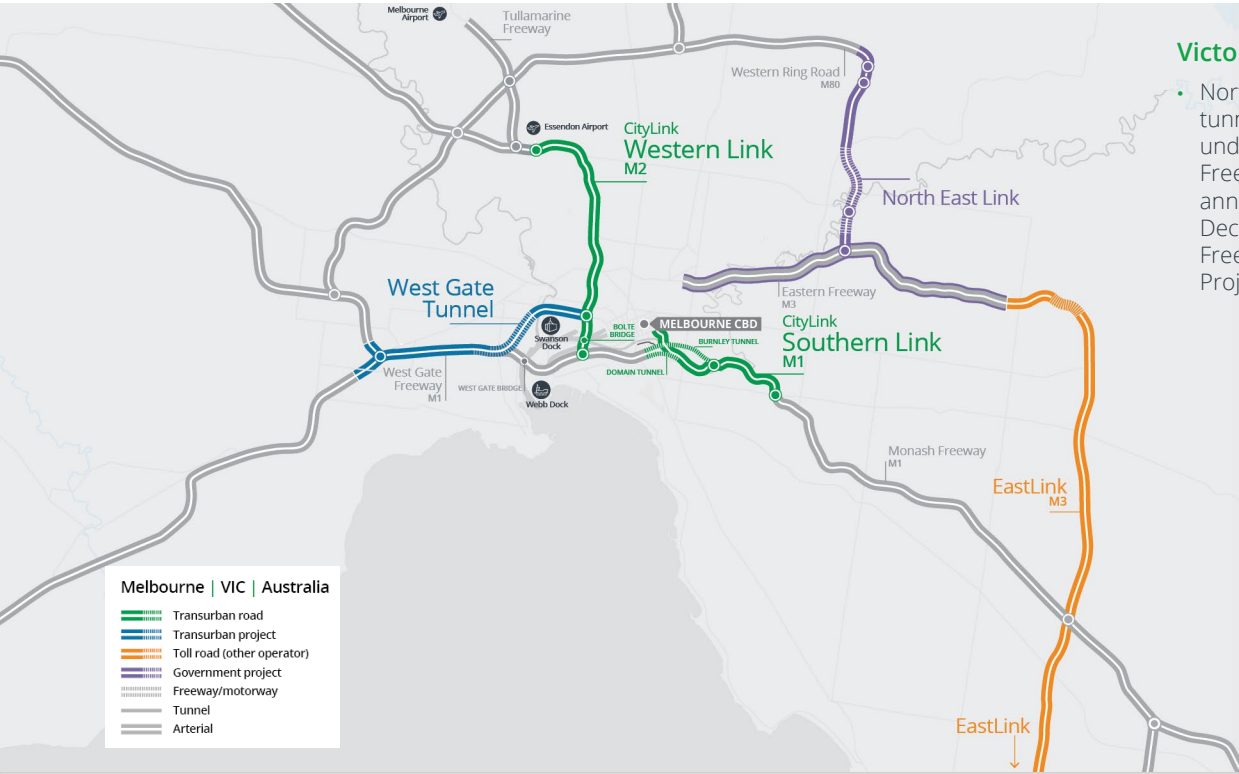 Melbourne
Airport
Tullamarine
Freeway
Western Ring Road
M80
Essendon Airport
CityLink
Western Link
M2
North East Link
West Gate
Tunnel
Swanson
Dock
BOLTE
BRIDGE
MELBOURNE CBD
Eastern Freeway
M3
CityLink
Southern Link
M1
BURNLEY TUNNEL
DOMAIN TUNNEL
West Gate
Freeway
M1
WEST GATE BRIDGE
Webb Dock
Monash Freeway
M1
EastLink
M3
EastLink
Melbourne | VIC | Australia
Transurban road
Transurban project
Toll road (other operator)
Government project
Freeway/motorway
Tunnel
Arterial
Victo
• Nor
tunn
und
Free
ann
Dec
Free
Proj